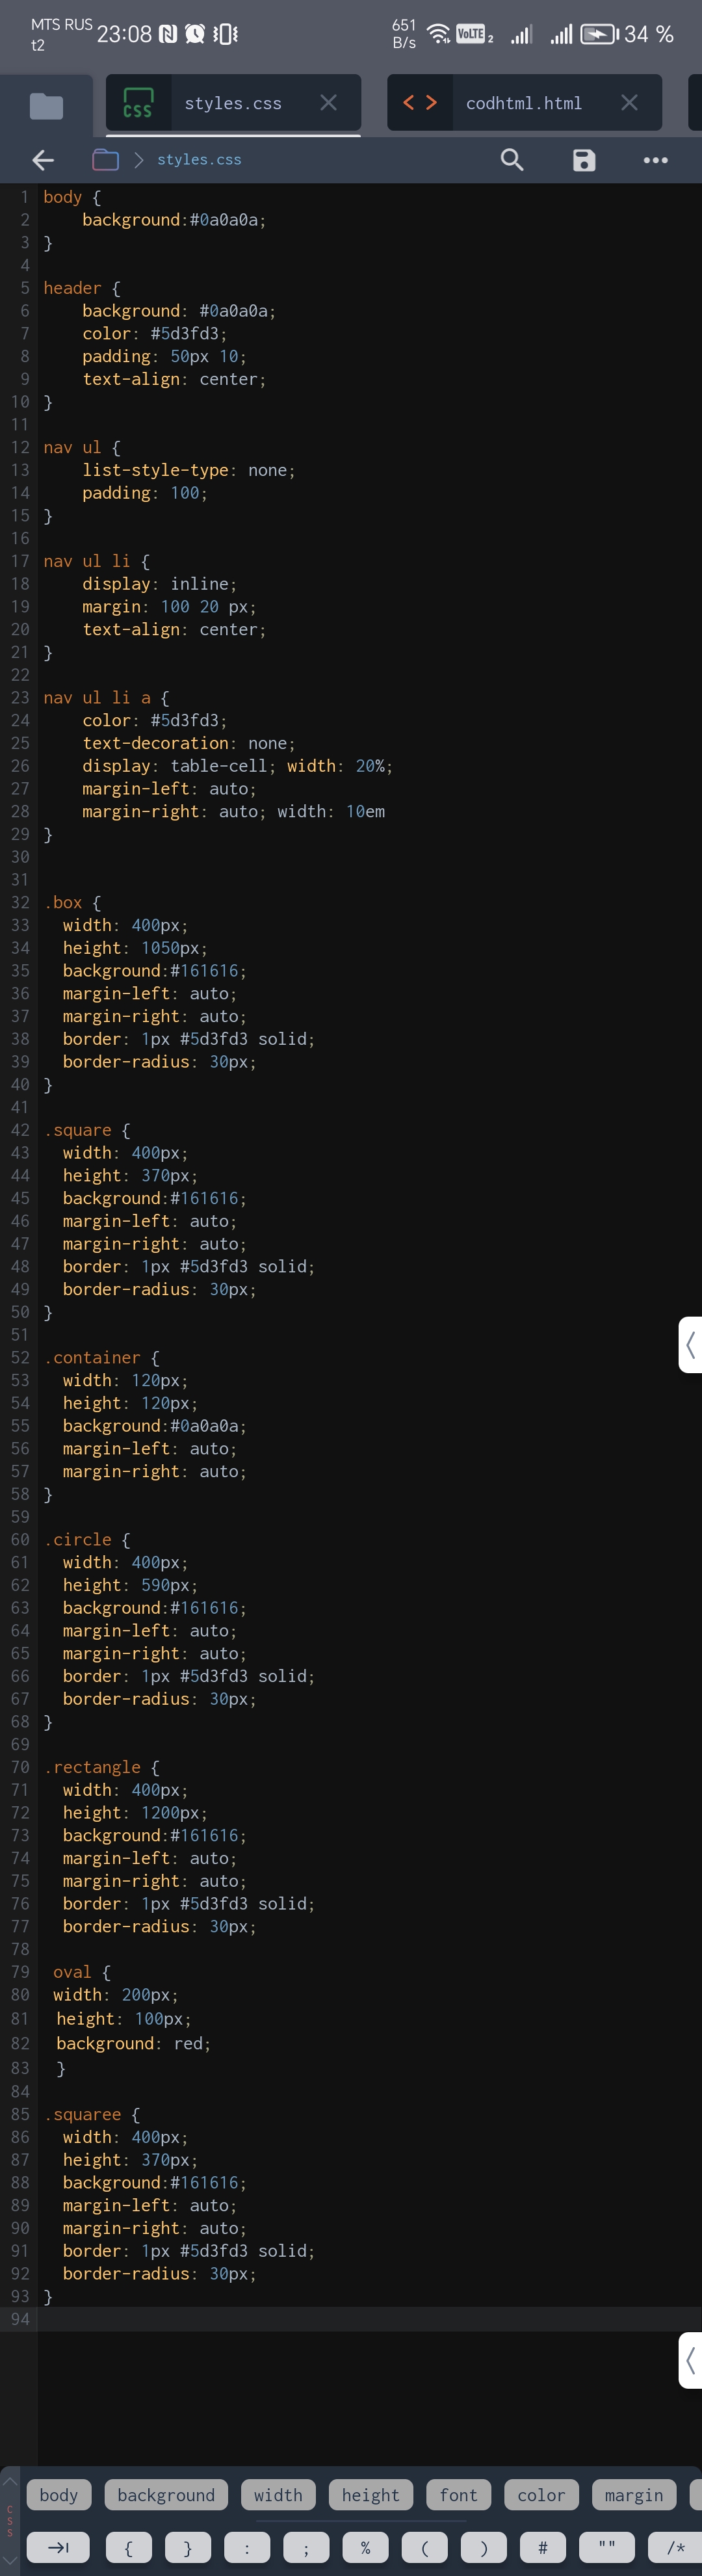 MTS RUS
t2
23:08
651
B/s
VoLTE 2
34 %
CSS
styles.css
< >
codhtml.html
styles.css
1 body {
2     background:#0a0a0a;
3 }
4
5 header {
6     background: #0a0a0a;
7     color: #5d3fd3;
8     padding: 50px 10;
9     text-align: center;
10 }
11
12 nav ul {
13     list-style-type: none;
14     padding: 100;
15 }
16
17 nav ul li {
18     display: inline;
19     margin: 100 20 px;
20     text-align: center;
21 }
22
23 nav ul li a {
24     color: #5d3fd3;
25     text-decoration: none;
26     display: table-cell; width: 20%;
27     margin-left: auto;
28     margin-right: auto; width: 10em
29 }
30
31
32 .box {
33   width: 400px;
34   height: 1050px;
35   background:#161616;
36   margin-left: auto;
37   margin-right: auto;
38   border: 1px #5d3fd3 solid;
39   border-radius: 30px;
40 }
41
42 .square {
43   width: 400px;
44   height: 370px;
45   background:#161616;
46   margin-left: auto;
47   margin-right: auto;
48   border: 1px #5d3fd3 solid;
49   border-radius: 30px;
50 }
51
52 .container {
53   width: 120px;
54   height: 120px;
55   background:#0a0a0a;
56   margin-left: auto;
57   margin-right: auto;
58 }
59
60 .circle {
61   width: 400px;
62   height: 590px;
63   background:#161616;
64   margin-left: auto;
65   margin-right: auto;
66   border: 1px #5d3fd3 solid;
67   border-radius: 30px;
68 }
69
70 .rectangle {
71   width: 400px;
72   height: 1200px;
73   background:#161616;
74   margin-left: auto;
75   margin-right: auto;
76   border: 1px #5d3fd3 solid;
77   border-radius: 30px;
78
79  oval {
80  width: 200px;
81  height: 100px;
82  background: red;
83  }
84
85 .squaree {
86   width: 400px;
87   height: 370px;
88   background:#161616;
89   margin-left: auto;
90   margin-right: auto;
91   border: 1px #5d3fd3 solid;
92   border-radius: 30px;
93 }
94
CSS
body background width height font color margin
{ } : ; % ( ) # "" /*